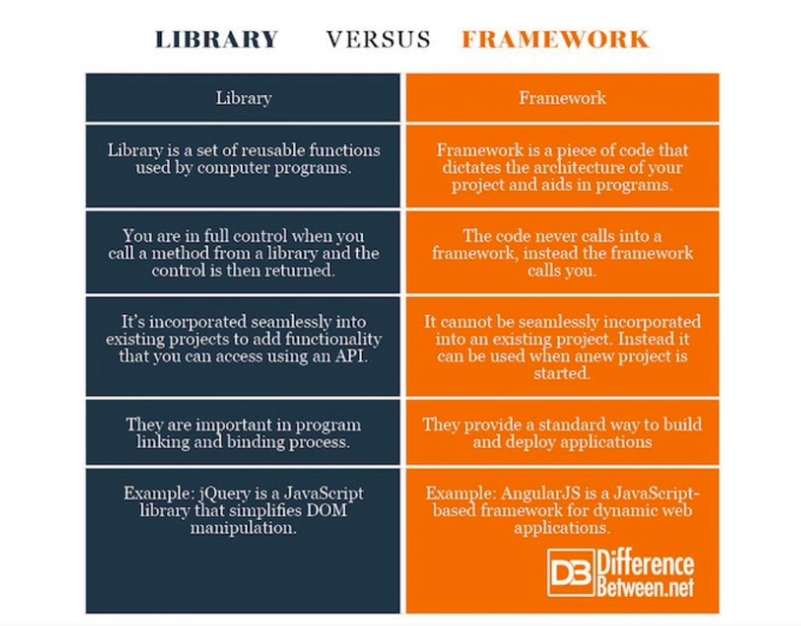 LIBRARY VERSUS FRAMEWORK
Library
Framework
Library is a set of reusable functions
used by computer programs.
Framework is a piece of code that
dictates the architecture of your
project and aids in programs.
You are in full control when you
call a method from a library and the
control is then returned.
The code never calls into a
framework, instead the framework
calls you.
It's incorporated seamlessly into
existing projects to add functionality
that you can access using an API.
It cannot be seamlessly incorporated
into an existing project. Instead it
can be used when anew project is
started.
They are important in program
linking and binding process.
They provide a standard way to build
and deploy applications
Example: jQuery is a JavaScript
library that simplifies DOM
manipulation.
Example: AngularJS is a JavaScript-
based framework for dynamic web
applications.
DB Difference
Between.net